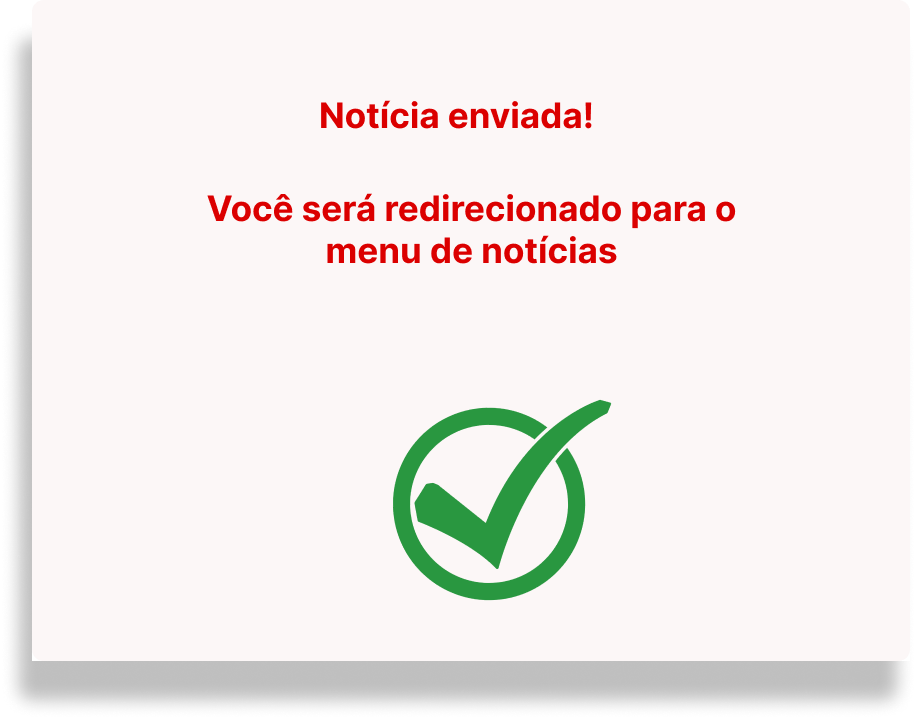 Notícia enviada!
Você será redirecionado para o
menu de notícias